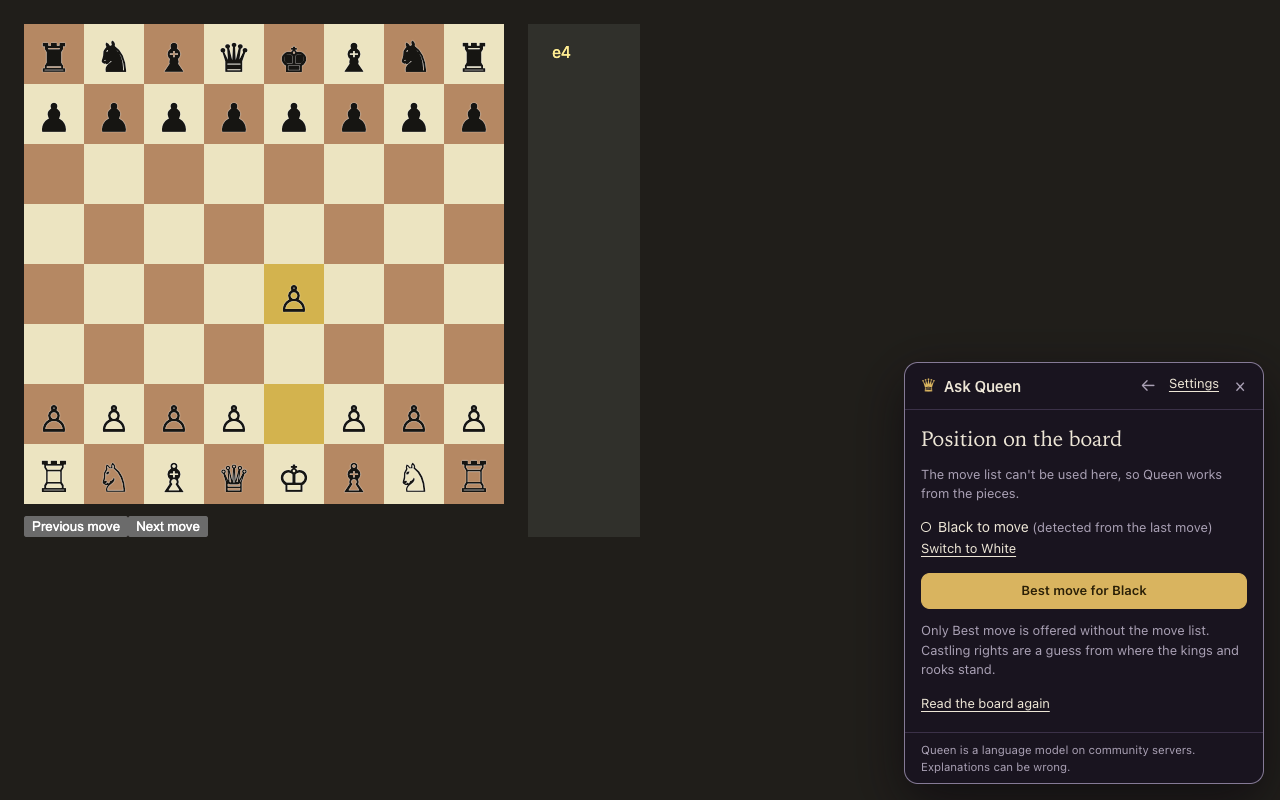 e4
Previous move Next move
Ask Queen
Settings
Position on the board
The move list can't be used here, so Queen works
from the pieces.
Black to move (detected from the last move)
Switch to White
Best move for Black
Only Best move is offered without the move list.
Castling rights are a guess from where the kings and
rooks stand.
Read the board again
Queen is a language model on community servers.
Explanations can be wrong.